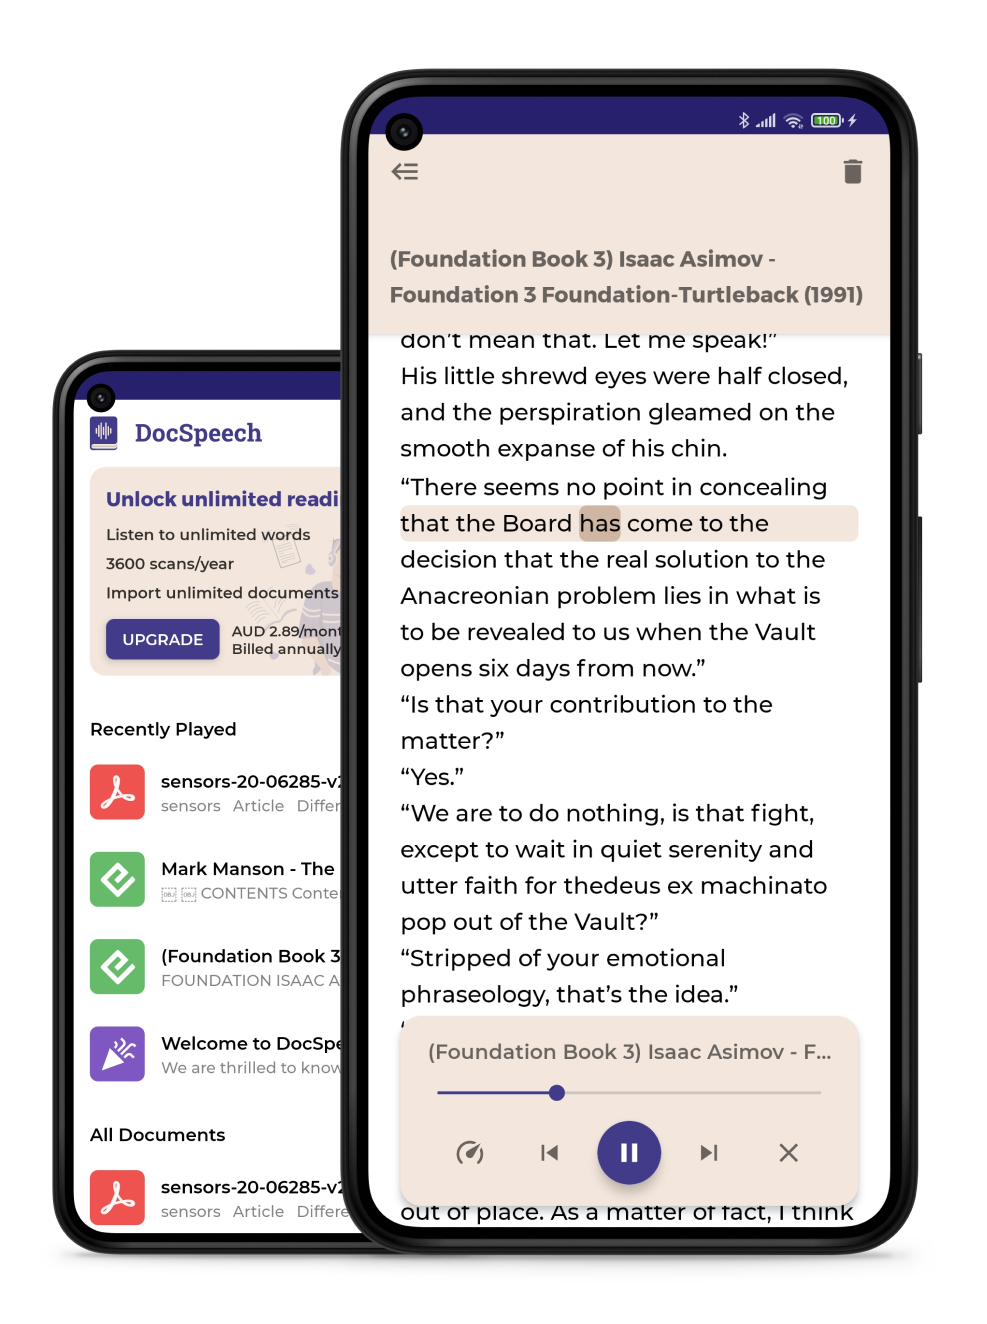 DocSpeech
Unlock unlimited readi
Listen to unlimited words
3600 scans/year
Import unlimited documents
UPGRADE
AUD 2.89/mont
Billed annually
Recently Played
sensors-20-06285-v2
sensors Article Differ
Mark Manson - The
CONTENTS Conte
(Foundation Book 3
FOUNDATION ISAAC A
Welcome to DocSpe
We are thrilled to know
All Documents
sensors-20-06285-v2
sensors Article Differe
100
(Foundation Book 3) Isaac Asimov -
Foundation 3 Foundation-Turtleback (1991)
don't mean that. Let me speak!”
His little shrewd eyes were half closed,
and the perspiration gleamed on the
smooth expanse of his chin.
“There seems no point in concealing
that the Board has come to the
decision that the real solution to the
Anacreonian problem lies in what is
to be revealed to us when the Vault
opens six days from now.”
“Is that your contribution to the
matter?”
“Yes.”
“We are to do nothing, is that fight,
except to wait in quiet serenity and
utter faith for thedeus ex machinato
pop out of the Vault?”
“Stripped of your emotional
phraseology, that’s the idea.”
(Foundation Book 3) Isaac Asimov - F...
out of place. As a matter of fact, I think